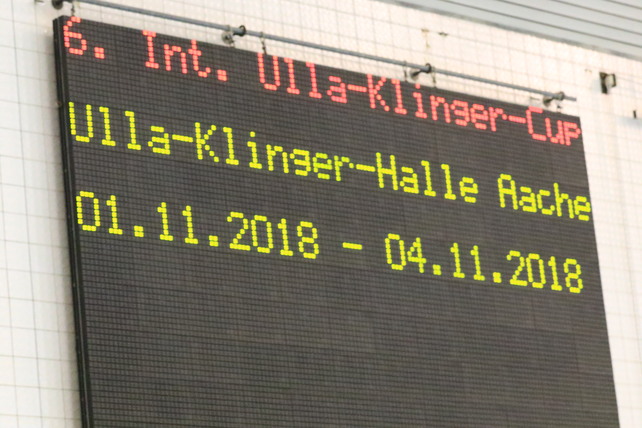 6. Int. Ulla-Klinger-Cup
Ulla-Klinger-Halle Aache
01.11.2018 - 04.11.2018